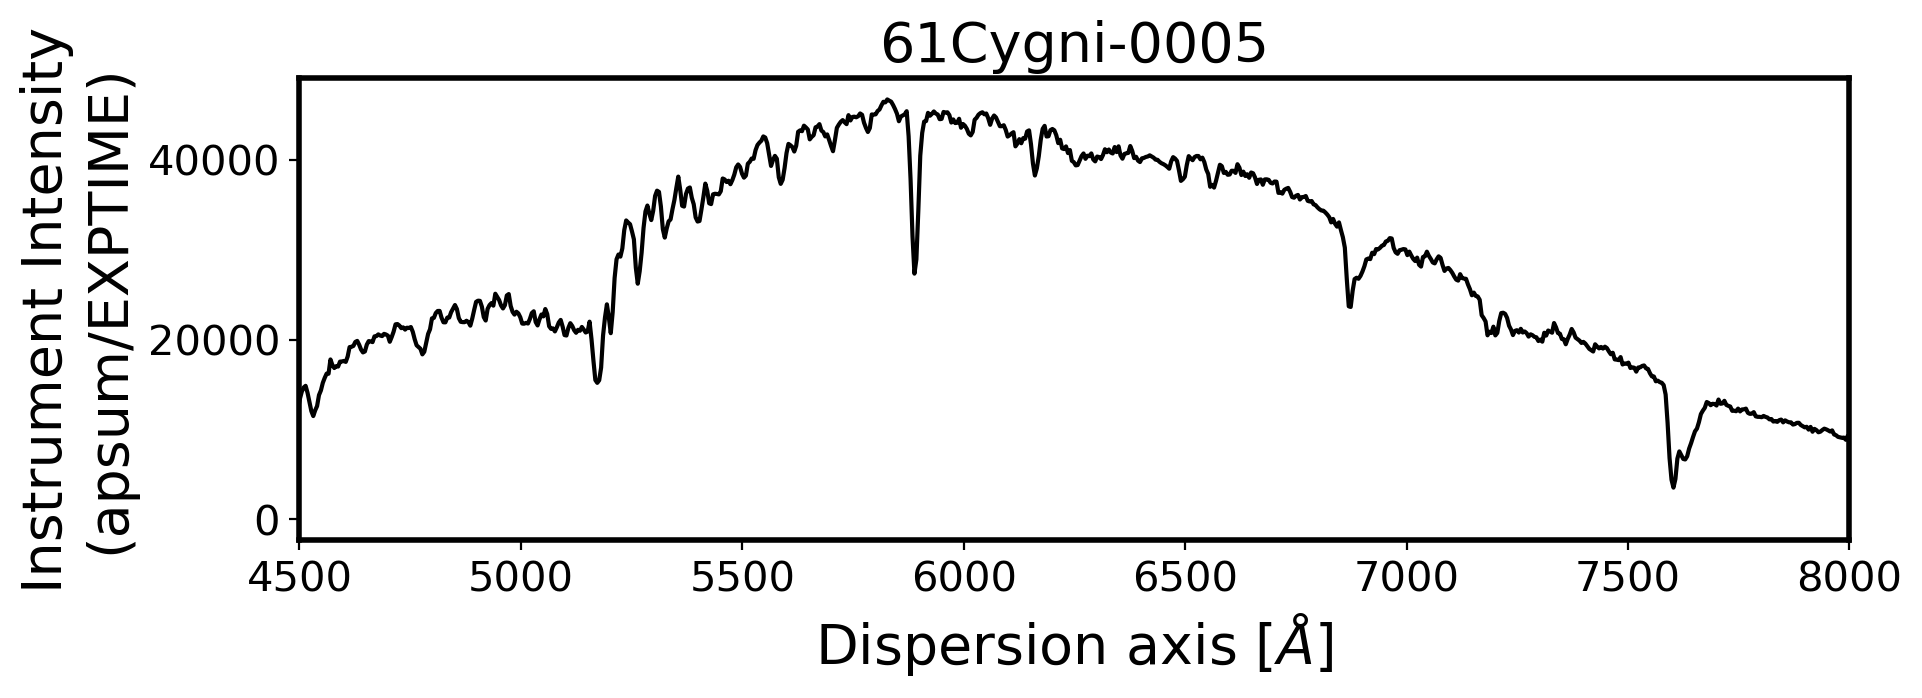 61Cygni-0005
Instrument Intensity
(apsum/EXPTIME)
40000
20000
0
4500 5000 5500 6000 6500 7000 7500 8000
Dispersion axis [Å]